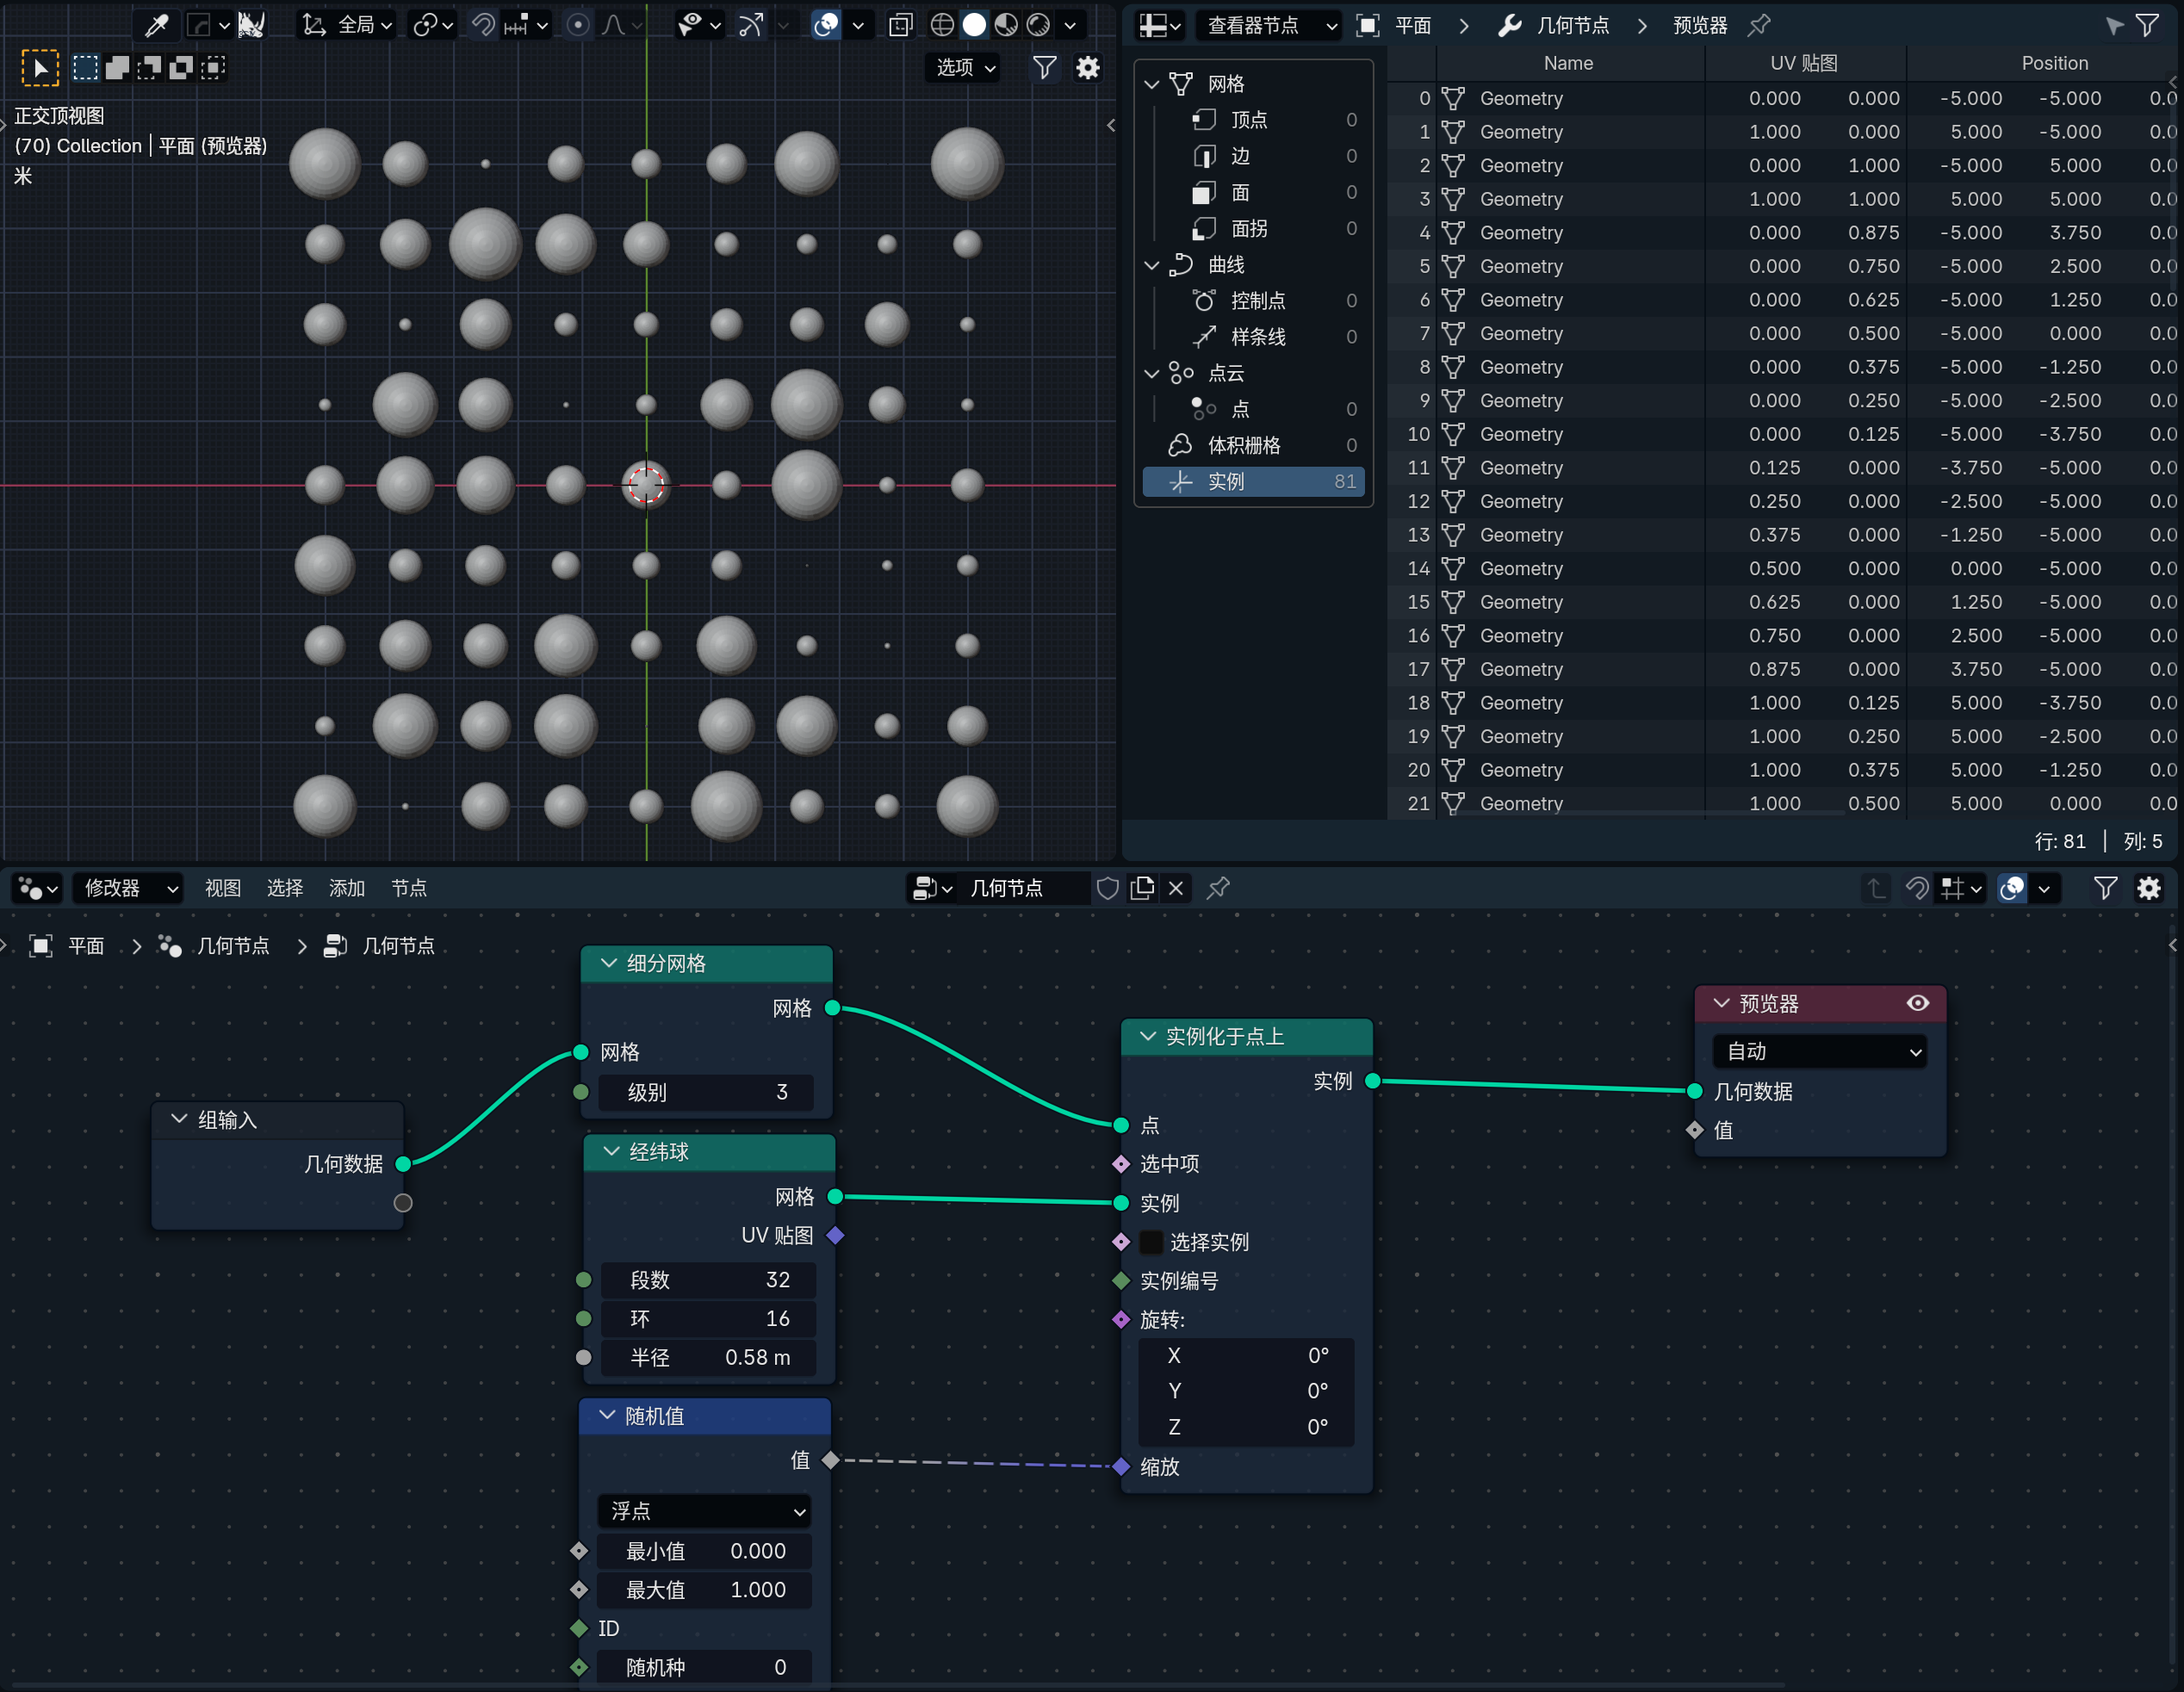 全局
选项
正交顶视图
(70) Collection | 平面 (预览器)
米
查看器节点 平面 几何节点 预览器
网格
顶点 0
边 0
面 0
面拐 0
曲线
控制点 0
样条线 0
点云
点 0
体积栅格 0
实例 81
Name UV 贴图 Position
0 Geometry 0.000 0.000 -5.000 -5.000 0.0
1 Geometry 1.000 0.000 5.000 -5.000 0.0
2 Geometry 0.000 1.000 -5.000 5.000 0.0
3 Geometry 1.000 1.000 5.000 5.000 0.0
4 Geometry 0.000 0.875 -5.000 3.750 0.0
5 Geometry 0.000 0.750 -5.000 2.500 0.0
6 Geometry 0.000 0.625 -5.000 1.250 0.0
7 Geometry 0.000 0.500 -5.000 0.000 0.0
8 Geometry 0.000 0.375 -5.000 -1.250 0.0
9 Geometry 0.000 0.250 -5.000 -2.500 0.0
10 Geometry 0.000 0.125 -5.000 -3.750 0.0
11 Geometry 0.125 0.000 -3.750 -5.000 0.0
12 Geometry 0.250 0.000 -2.500 -5.000 0.0
13 Geometry 0.375 0.000 -1.250 -5.000 0.0
14 Geometry 0.500 0.000 0.000 -5.000 0.0
15 Geometry 0.625 0.000 1.250 -5.000 0.0
16 Geometry 0.750 0.000 2.500 -5.000 0.0
17 Geometry 0.875 0.000 3.750 -5.000 0.0
18 Geometry 1.000 0.125 5.000 -3.750 0.0
19 Geometry 1.000 0.250 5.000 -2.500 0.0
20 Geometry 1.000 0.375 5.000 -1.250 0.0
21 Geometry 1.000 0.500 5.000 0.000 0.0
行: 81 | 列: 5
修改器 视图 选择 添加 节点 几何节点
平面 几何节点 几何节点
组输入
几何数据
细分网格
网格
网格
级别 3
经纬球
网格
UV 贴图
段数 32
环 16
半径 0.58 m
随机值
值
浮点
最小值 0.000
最大值 1.000
ID
随机种 0
实例化于点上
实例
点
选中项
实例
选择实例
实例编号
旋转:
X 0°
Y 0°
Z 0°
缩放
预览器
自动
几何数据
值